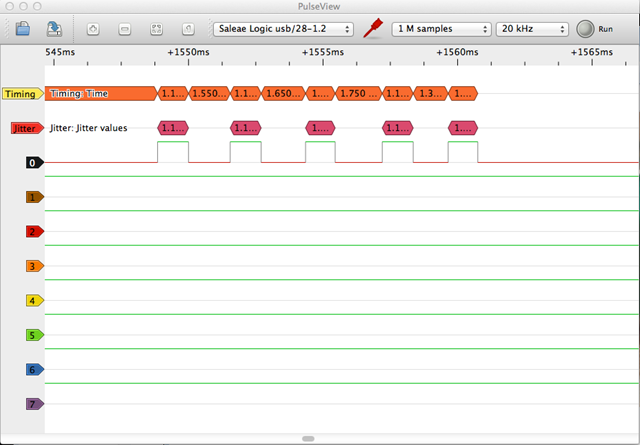 PulseView
Saleae Logic usb/28-1.2 1 M samples 20 kHz Run
545ms +1550ms +1555ms +1560ms +1565ms
Timing Timing: Time 1.1... 1.550 ... 1.1... 1.650 ... 1.... 1.750 ... 1.1... 1.3... 1....
Jitter Jitter: Jitter values 1.1... 1.1... 1.... 1.1... 1....
0
1
2
3
4
5
6
7